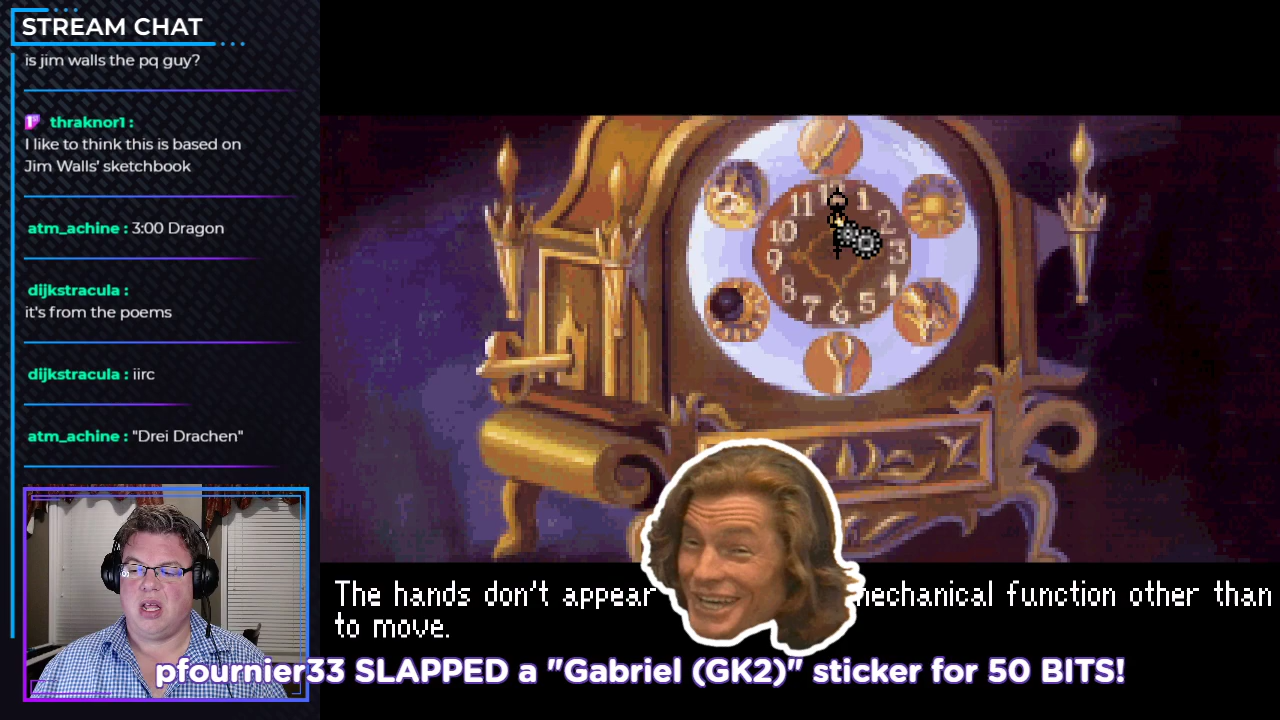 STREAM CHAT
is jim walls the pq guy?
thraknor1 :
I like to think this is based on
Jim Walls' sketchbook
atm_achine : 3:00 Dragon
dijkstracula :
it's from the poems
dijkstracula : iirc
atm_achine : "Drei Drachen"
11 1
10 2
9 3
8 4
7 6 5
The hands don't appear mechanical function other than
to move.
pfournier33 SLAPPED a "Gabriel (GK2)" sticker for 50 BITS!